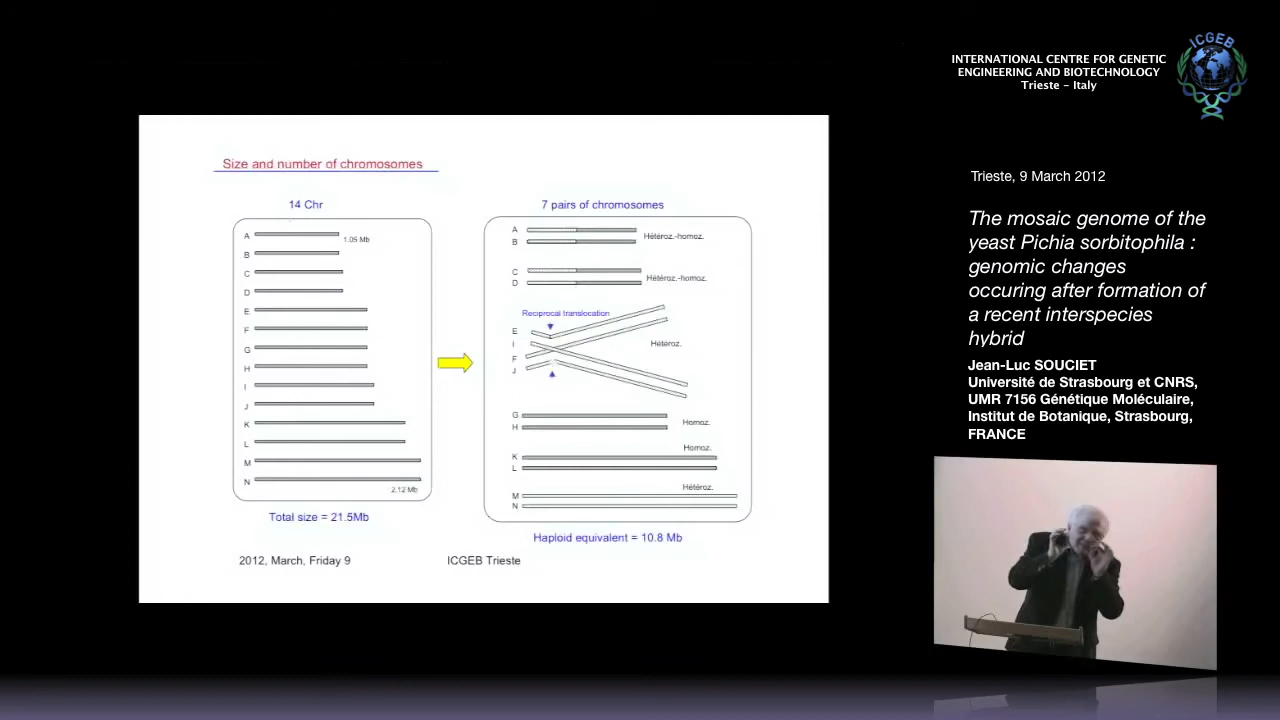 INTERNATIONAL CENTRE FOR GENETIC
ENGINEERING AND BIOTECHNOLOGY
Trieste - Italy
ICGEB
Trieste, 9 March 2012
The mosaic genome of the
yeast Pichia sorbitophila :
genomic changes
occuring after formation of
a recent interspecies
hybrid
Jean-Luc SOUCIET
Université de Strasbourg et CNRS,
UMR 7156 Génétique Moléculaire,
Institut de Botanique, Strasbourg,
FRANCE
Size and number of chromosomes
14 Chr
A
1.05 Mb
B
C
D
E
F
G
H
I
J
K
L
M
N
2.12 Mb
Total size = 21.5Mb
7 pairs of chromosomes
A
B
Hétéroz.-homoz.
C
D
Hétéroz.-homoz.
Reciprocal translocation
E
I
F
J
Hétéroz.
G
H
Homoz.
Homoz.
K
L
Hétéroz.
M
N
Haploid equivalent = 10.8 Mb
2012, March, Friday 9
ICGEB Trieste